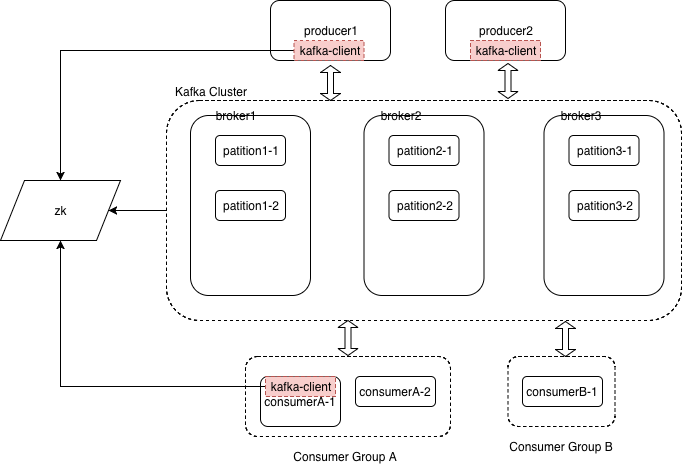 producer1
kafka-client
producer2
kafka-client
Kafka Cluster
broker1
broker2
broker3
patition1-1
patition2-1
patition3-1
patition1-2
patition2-2
patition3-2
zk
kafka-client
consumerA-1
consumerA-2
consumerB-1
Consumer Group A
Consumer Group B